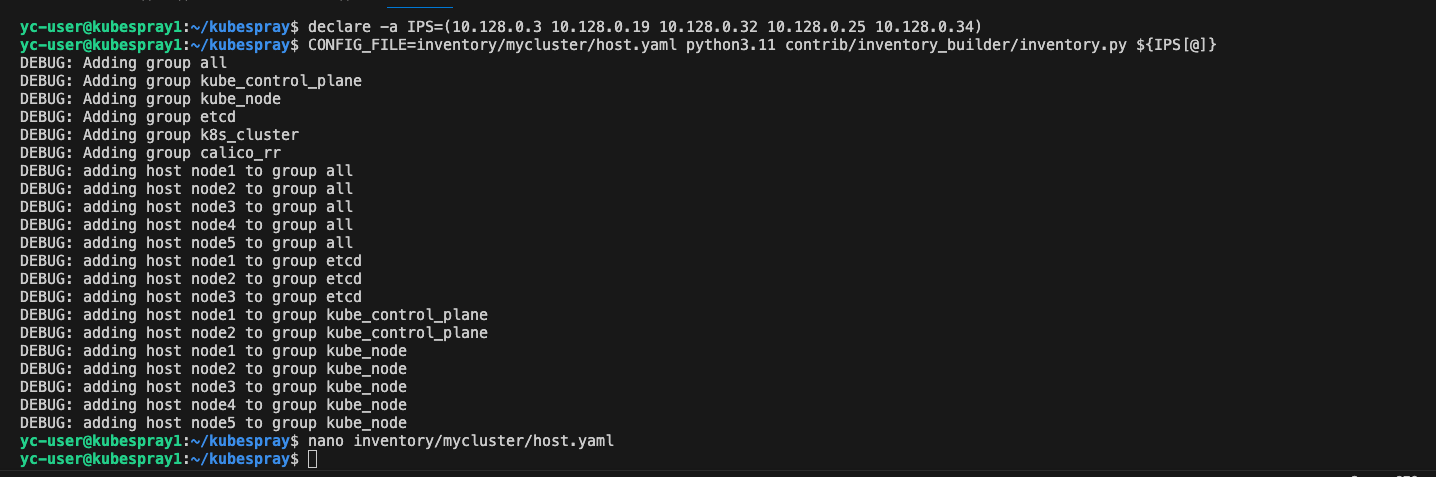 yc-user@kubespray1:~/kubespray$ declare -a IPS=(10.128.0.3 10.128.0.19 10.128.0.32 10.128.0.25 10.128.0.34)
yc-user@kubespray1:~/kubespray$ CONFIG_FILE=inventory/mycluster/host.yaml python3.11 contrib/inventory_builder/inventory.py ${IPS[@]}
DEBUG: Adding group all
DEBUG: Adding group kube_control_plane
DEBUG: Adding group kube_node
DEBUG: Adding group etcd
DEBUG: Adding group k8s_cluster
DEBUG: Adding group calico_rr
DEBUG: adding host node1 to group all
DEBUG: adding host node2 to group all
DEBUG: adding host node3 to group all
DEBUG: adding host node4 to group all
DEBUG: adding host node5 to group all
DEBUG: adding host node1 to group etcd
DEBUG: adding host node2 to group etcd
DEBUG: adding host node3 to group etcd
DEBUG: adding host node1 to group kube_control_plane
DEBUG: adding host node2 to group kube_control_plane
DEBUG: adding host node1 to group kube_node
DEBUG: adding host node2 to group kube_node
DEBUG: adding host node3 to group kube_node
DEBUG: adding host node4 to group kube_node
DEBUG: adding host node5 to group kube_node
yc-user@kubespray1:~/kubespray$ nano inventory/mycluster/host.yaml
yc-user@kubespray1:~/kubespray$